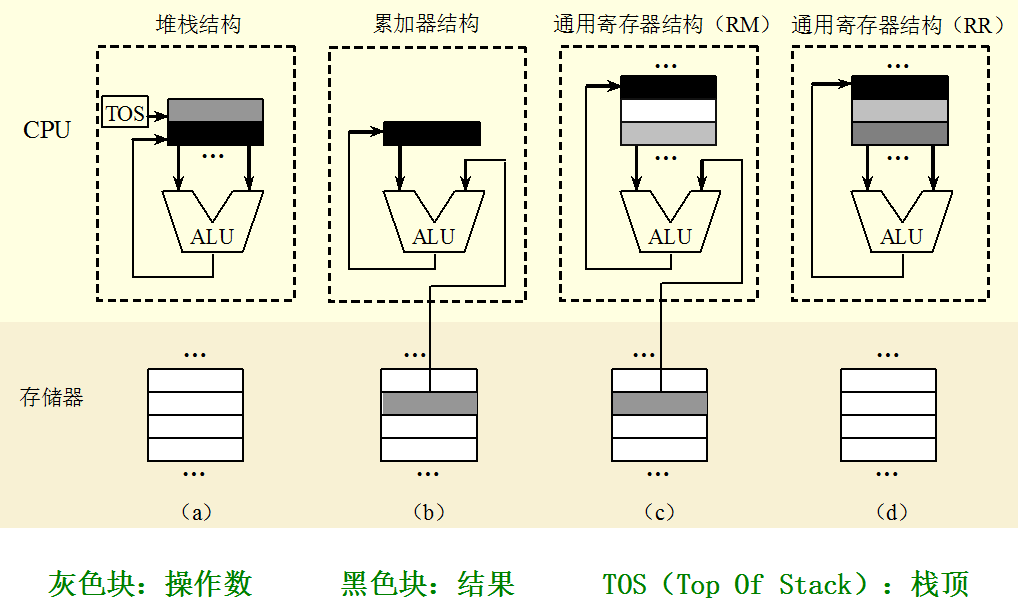 堆栈结构 累加器结构 通用寄存器结构（RM） 通用寄存器结构（RR）
... ...
TOS
CPU
... ... ...
ALU ALU ALU ALU
... ... ... ...
存储器
... ... ... ...
（a） （b） （c） （d）
灰色块：操作数 黑色块：结果 TOS（Top Of Stack）：栈顶